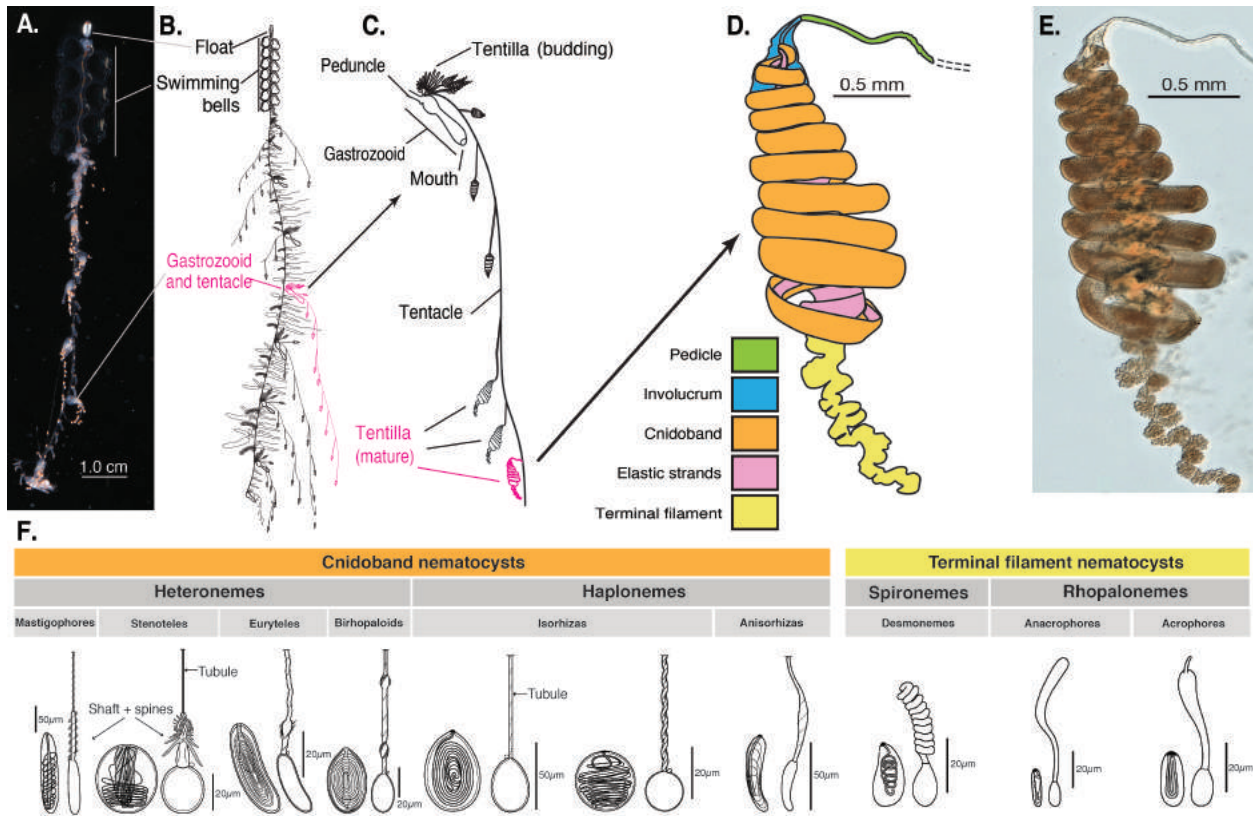 A.
B.
C.
D.
E.
Float
Swimming
bells
Gastrozooid
and tentacle
1.0 cm
Tentilla (budding)
Peduncle
Gastrozooid
Mouth
Tentacle
Tentilla
(mature)
0.5 mm
Pedicle
Involucrum
Cnidoband
Elastic strands
Terminal filament
0.5 mm
F.
Cnidoband nematocysts
Terminal filament nematocysts
Heteronemes
Haplonemes
Spironemes
Rhopalonemes
Mastigophores
Stenoteles
Euryteles
Birhopaloids
Isorhizas
Anisorhizas
Desmonemes
Anacrophores
Acrophores
50µm
Shaft + spines
Tubule
20µm
20µm
20µm
Tubule
50µm
20µm
50µm
20µm
20µm
20µm